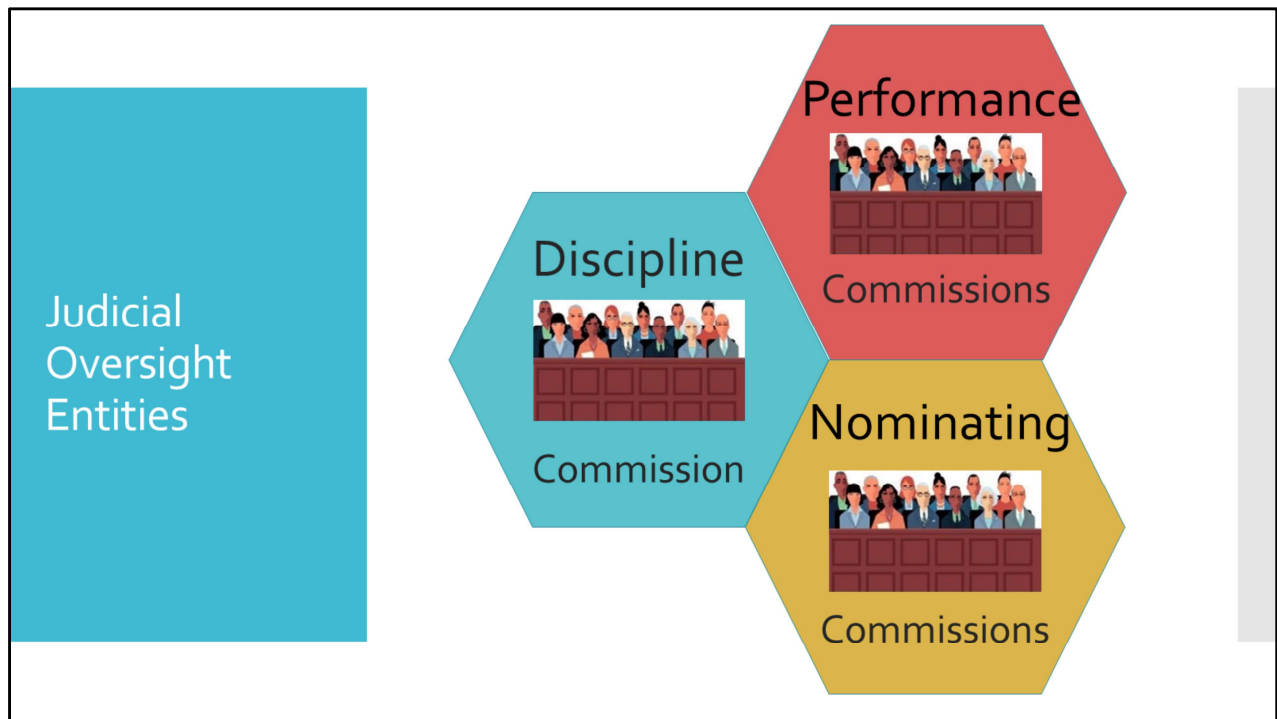 Judicial
Oversight
Entities
Discipline
Commission
Performance
Commissions
Nominating
Commissions